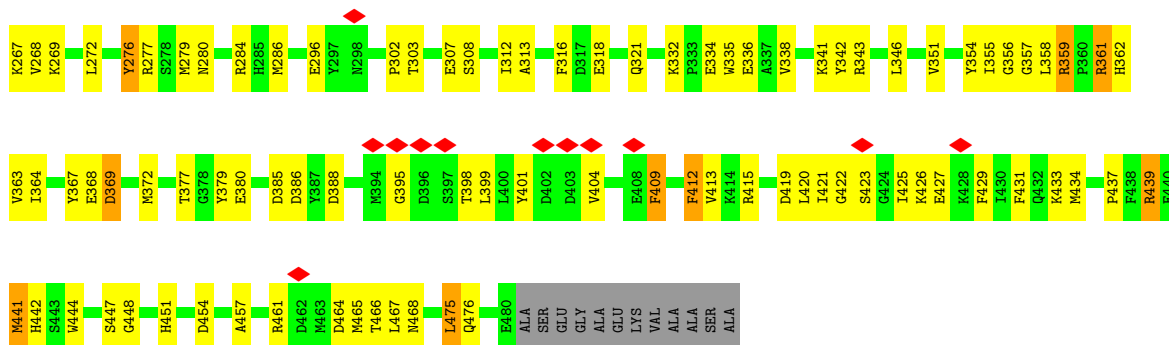 K267 V268 K269 L272 Y276 R277 S278 M279 N280 R284 H285 M286 E296 Y297 N298 P302 T303 E307 S308 I312 A313 F316 D317 E318 Q321 K332 P333 E334 W335 E336 A337 V338 K341 Y342 R343 L346 V351 Y354 I355 G356 G357 L358 R359 P360 R361 H362
V363 I364 Y367 E368 D369 M372 T377 G378 Y379 E380 D385 D386 Y387 D388 M394 G395 D396 S397 T398 L399 L400 Y401 D402 D403 V404 E408 F409 F412 V413 K414 R415 D419 L420 I421 G422 S423 G424 I425 K426 E427 K428 F429 I430 F431 Q432 K433 M434 P437 F438 R439 E440
M441 H442 S443 W444 S447 G448 H451 D454 A457 R461 D462 M463 D464 M465 T466 L467 N468 L475 Q476 E480 ALA SER GLU GLY ALA GLU LYS VAL ALA ALA SER ALA